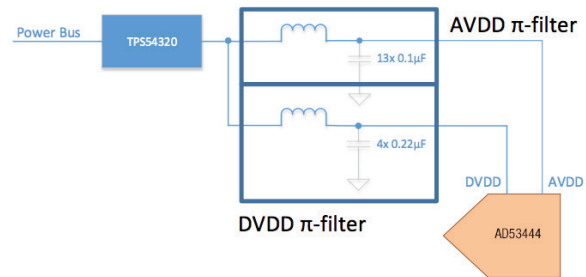 AVDD π-filter
Power Bus
TPS54320
13x 0.1µF
4x 0.22µF
DVDD
AVDD
DVDD π-filter
AD53444